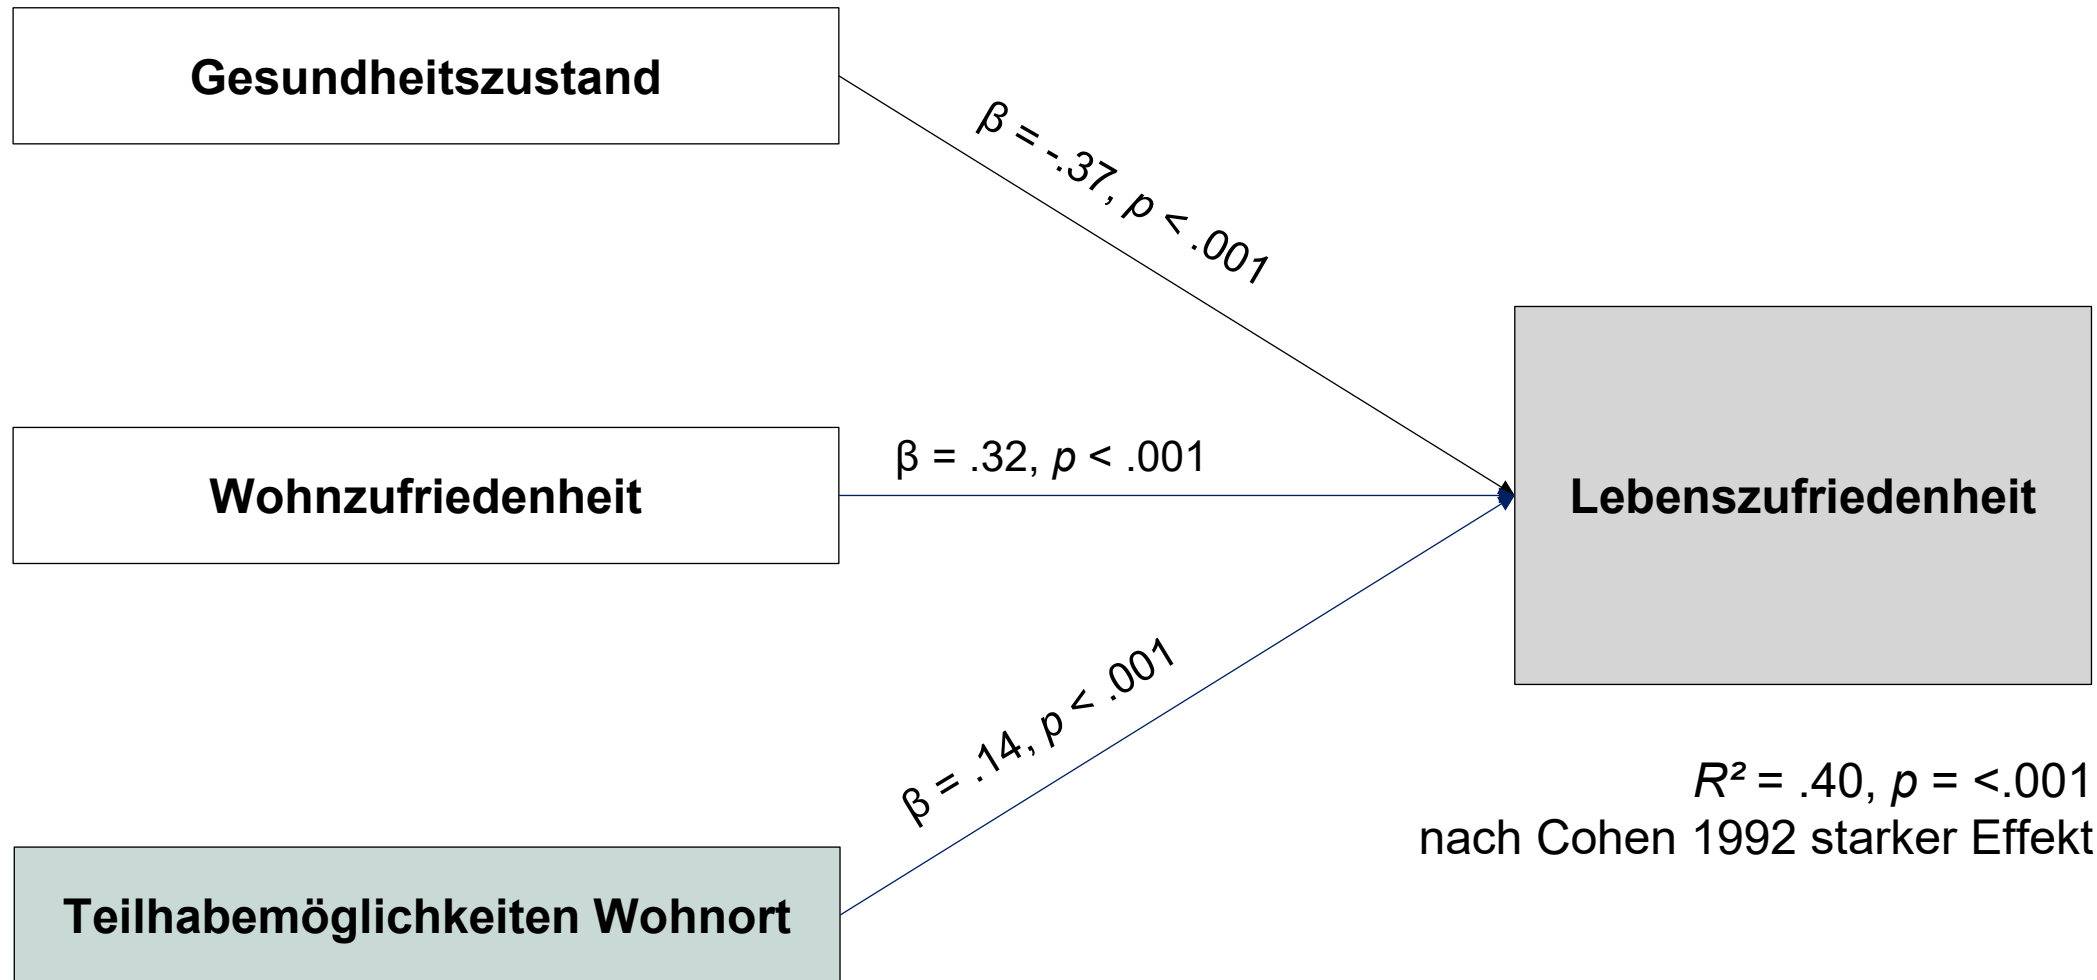 Gesundheitszustand
β = -.37, p < .001
Wohnzufriedenheit
β = .32, p < .001
Lebenszufriedenheit
β = .14, p < .001
R² = .40, p = <.001
nach Cohen 1992 starker Effekt
Teilhabemöglichkeiten Wohnort